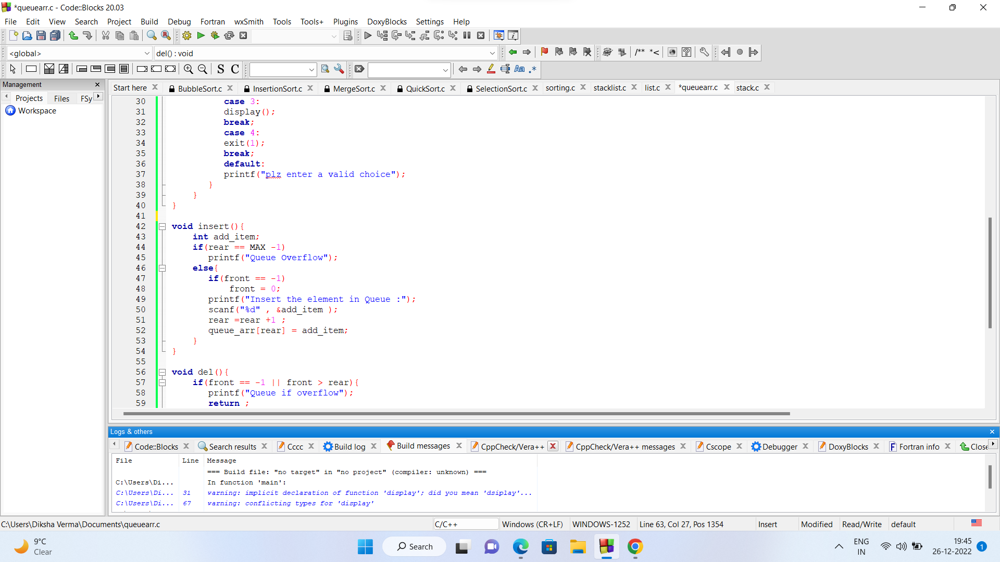 *queuearr.c - Code::Blocks 20.03
File Edit View Search Project Build Debug Fortran wxSmith Tools Tools+ Plugins DoxyBlocks Settings Help
<global> del() : void /** *<
S C Aa .*
Management
Start here BubbleSort.c InsertionSort.c MergeSort.c QuickSort.c SelectionSort.c sorting.c stacklist.c list.c *queuearr.c stack.c
Projects Files FSy
Workspace
30 case 3:
31 display();
32 break;
33 case 4:
34 exit(1);
35 break;
36 default:
37 printf("plz enter a valid choice");
38 }
39 }
40 }
41
42 void insert(){
43 int add_item;
44 if(rear == MAX -1)
45 printf("Queue Overflow");
46 else{
47 if(front == -1)
48 front = 0;
49 printf("Insert the element in Queue :");
50 scanf("%d" , &add_item );
51 rear =rear +1 ;
52 queue_arr[rear] = add_item;
53 }
54 }
55
56 void del(){
57 if(front == -1 || front > rear){
58 printf("Queue if overflow");
59 return ;
Logs & others
Code::Blocks Search results Cccc Build log Build messages CppCheck/Vera++ CppCheck/Vera++ messages Cscope Debugger DoxyBlocks Fortran info Close
File Line Message
=== Build file: "no target" in "no project" (compiler: unknown) ===
C:\Users\Di... In function 'main':
C:\Users\Di... 31 warning: implicit declaration of function 'display'; did you mean 'dsiplay'...
C:\Users\Di... 67 warning: conflicting types for 'display'
C:\Users\Diksha Verma\Documents\queuearr.c C/C++ Windows (CR+LF) WINDOWS-1252 Line 63, Col 27, Pos 1354 Insert Modified Read/Write default
9°C
Clear
Search
ENG
IN
19:45
26-12-2022
1